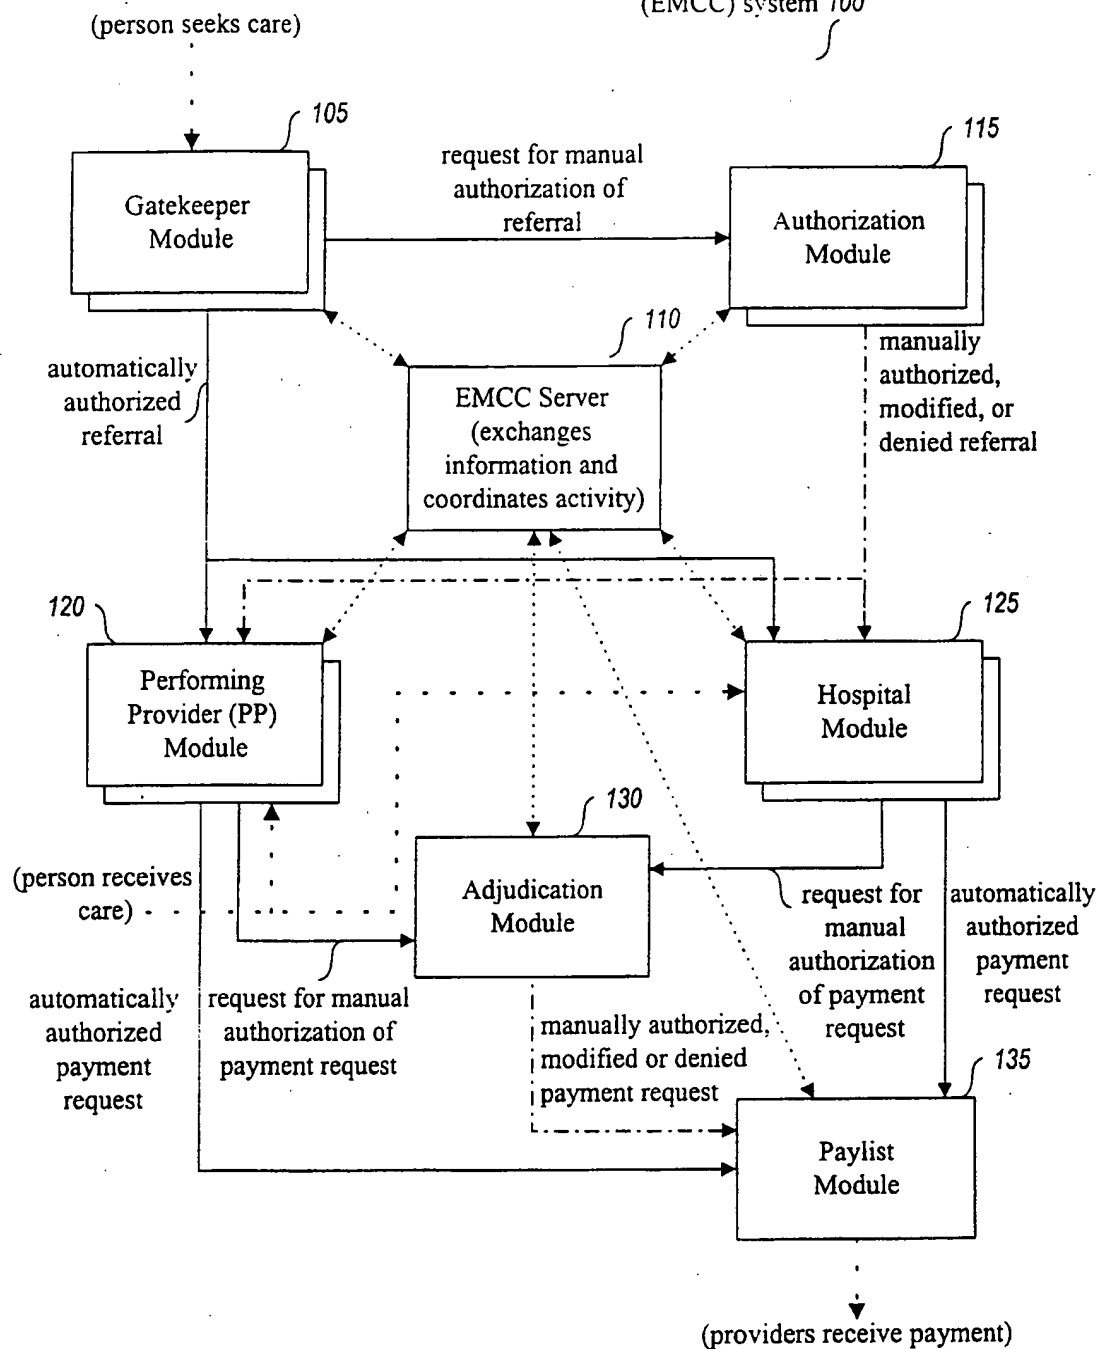 (EMCC) system 100
(person seeks care)
105
115
request for manual
authorization of
referral
Gatekeeper
Module
Authorization
Module
110
automatically
authorized
referral
EMCC Server
(exchanges
information and
coordinates activity)
manually
authorized,
modified, or
denied referral
120
125
Performing
Provider (PP)
Module
Hospital
Module
130
(person receives
care)
Adjudication
Module
request for
manual
authorization
of payment
request
automatically
authorized
payment
request
automatically
authorized
payment
request
request for manual
authorization of
payment request
manually authorized,
modified or denied
payment request
135
Paylist
Module
(providers receive payment)